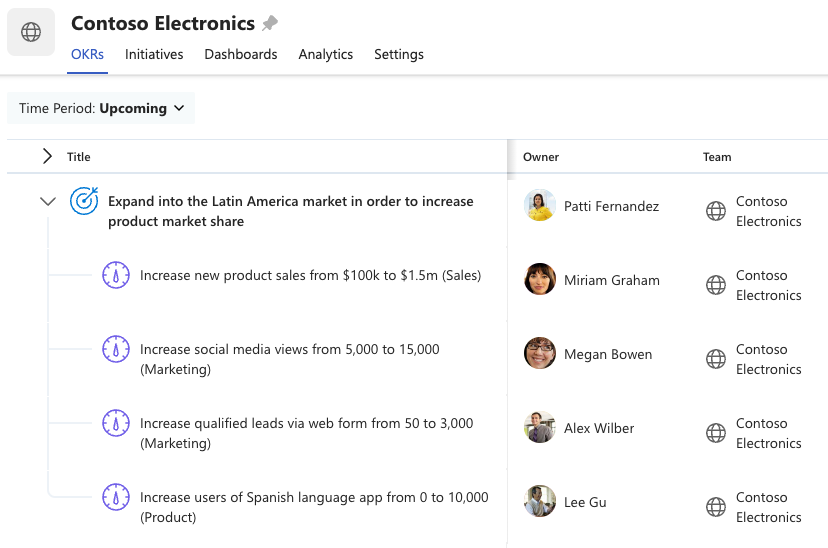 Contoso Electronics
OKRs Initiatives Dashboards Analytics Settings
Time Period: Upcoming
Title Owner Team
Expand into the Latin America market in order to increase
product market share
Patti Fernandez
Contoso
Electronics
Increase new product sales from $100k to $1.5m (Sales)
Miriam Graham
Contoso
Electronics
Increase social media views from 5,000 to 15,000
(Marketing)
Megan Bowen
Contoso
Electronics
Increase qualified leads via web form from 50 to 3,000
(Marketing)
Alex Wilber
Contoso
Electronics
Increase users of Spanish language app from 0 to 10,000
(Product)
Lee Gu
Contoso
Electronics